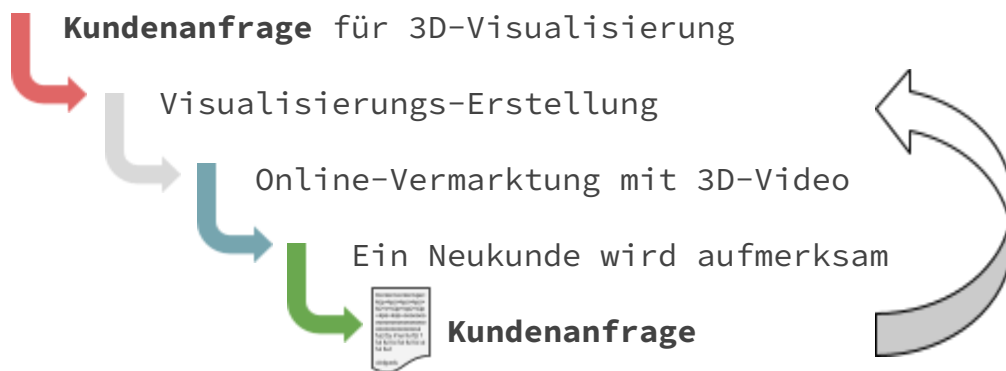 Kundenanfrage für 3D-Visualisierung
Visualisierungs-Erstellung
Online-Vermarktung mit 3D-Video
Ein Neukunde wird aufmerksam
Kundenanfrage